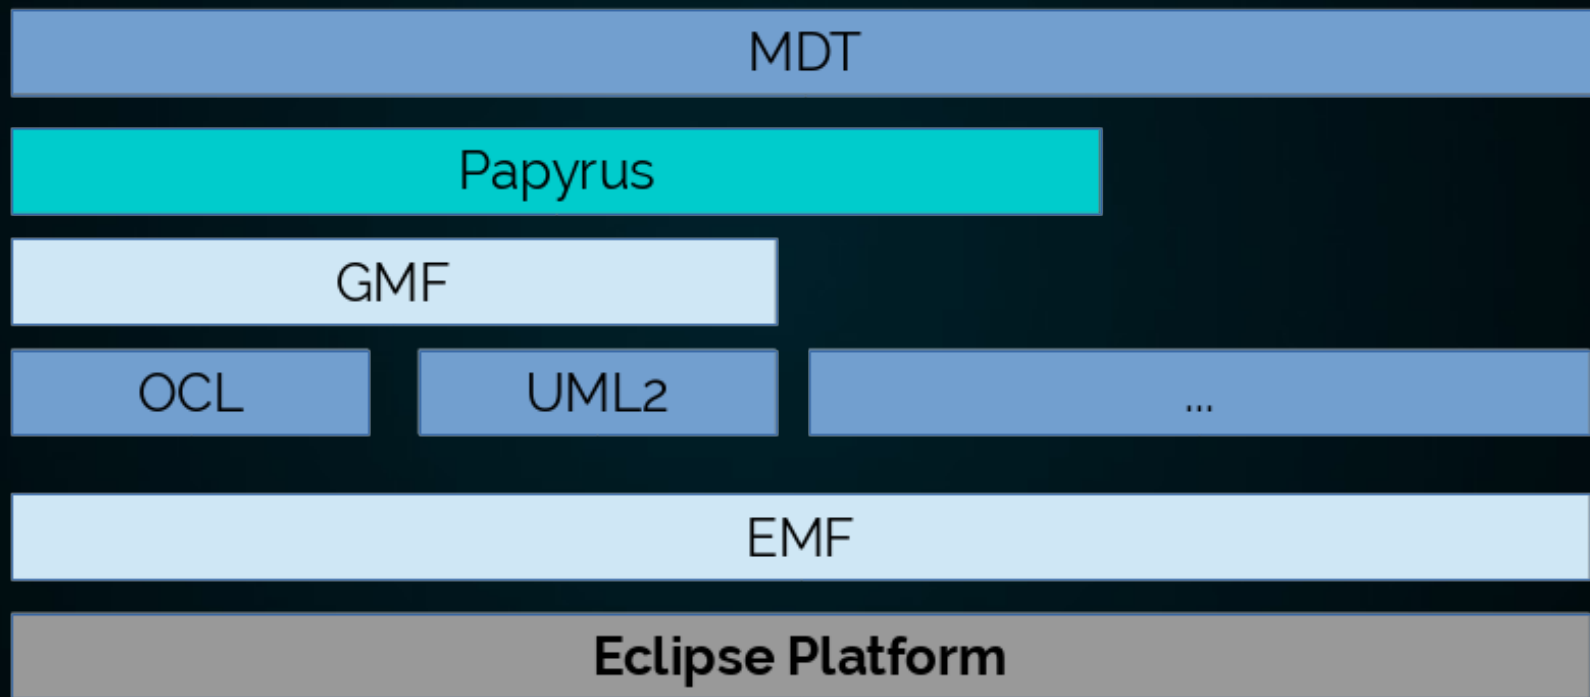 MDT
Papyrus
GMF
OCL
UML2
...
EMF
Eclipse Platform